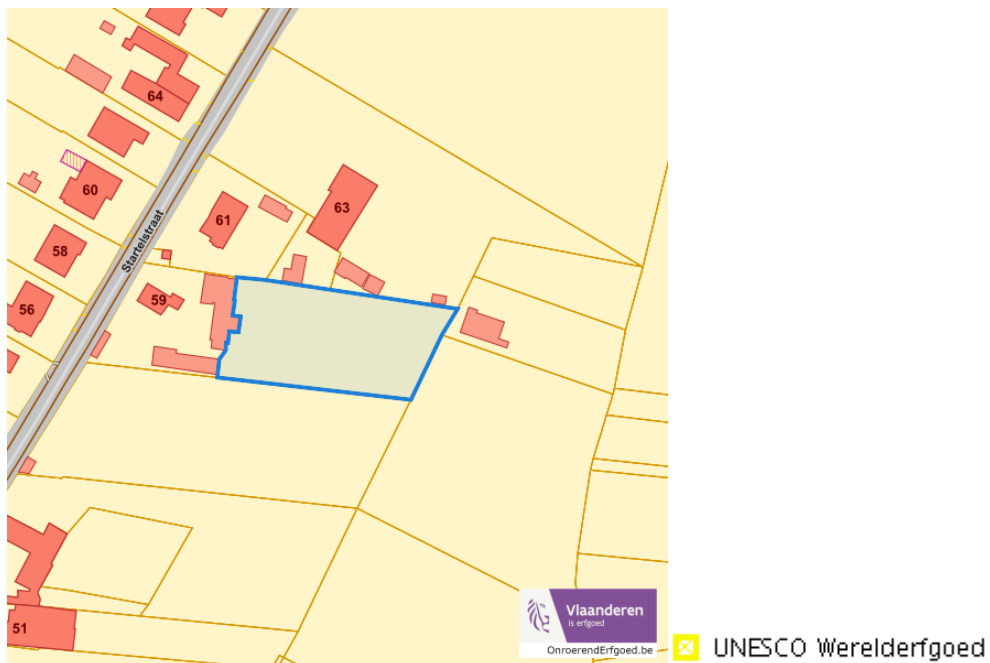 64
60
61
63
Startelstraat
58
59
56
51
Vlaanderen
is erfgoed
OnroerendErfgoed.be
UNESCO Werelderfgoed